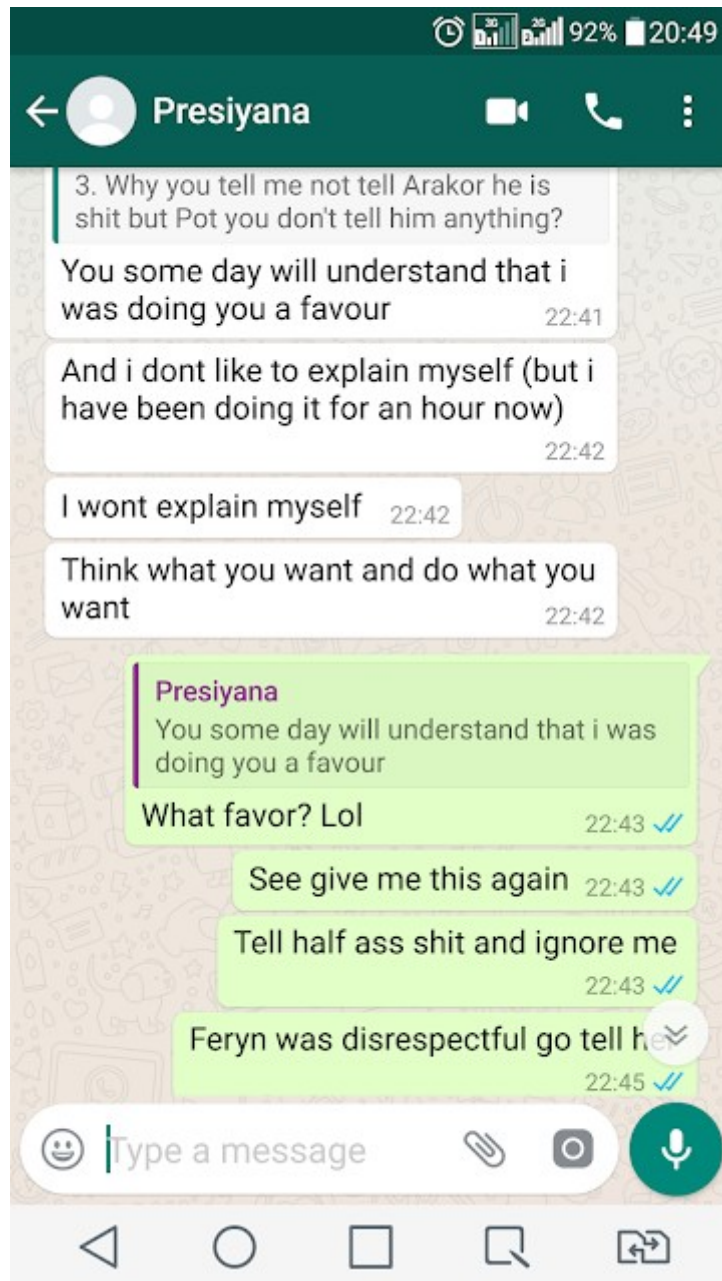 92% 20:49
Presiyana
3. Why you tell me not tell Arakor he is
shit but Pot you don't tell him anything?
You some day will understand that i
was doing you a favour
22:41
And i dont like to explain myself (but i
have been doing it for an hour now)
22:42
I wont explain myself 22:42
Think what you want and do what you
want
22:42
Presiyana
You some day will understand that i was
doing you a favour
What favor? Lol
22:43
See give me this again 22:43
Tell half ass shit and ignore me
22:43
Feryn was disrespectful go tell
22:45
Type a message